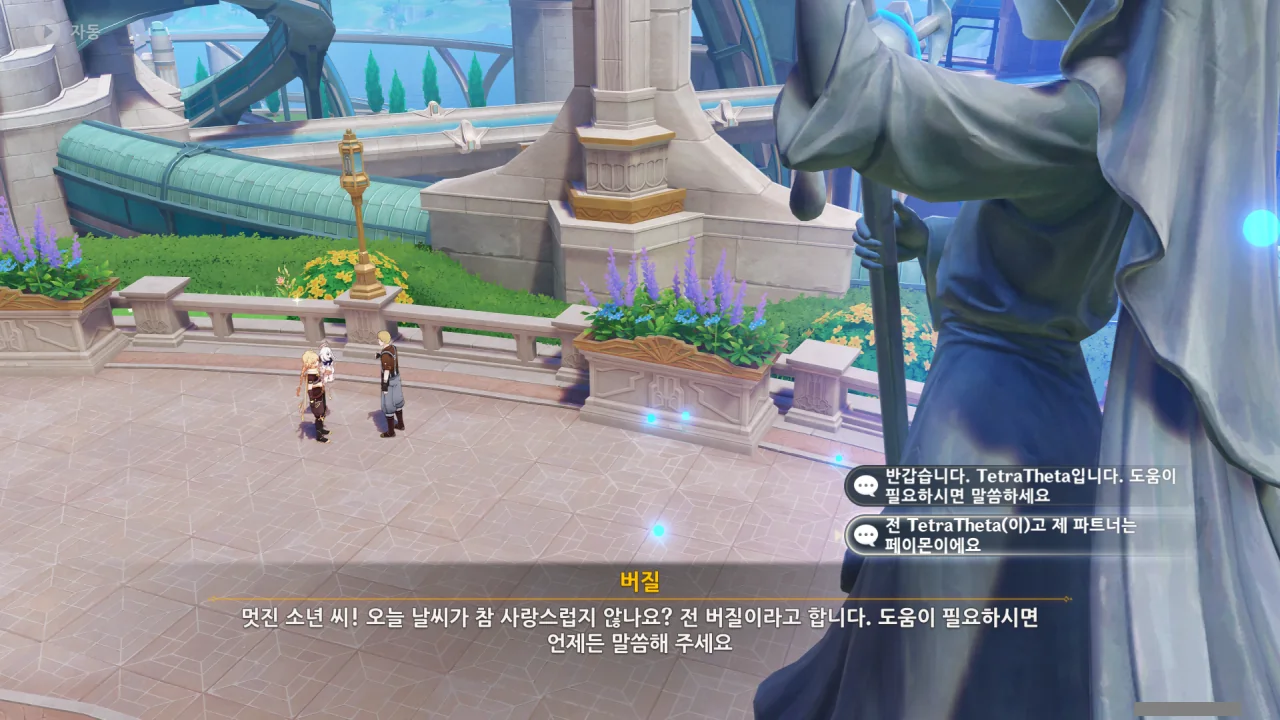 자동
반갑습니다. TetraTheta입니다. 도움이
필요하시면 말씀하세요
전 TetraTheta(이)고 제 파트너는
페이몬이에요
버질
멋진 소년 씨! 오늘 날씨가 참 사랑스럽지 않나요? 전 버질이라고 합니다. 도움이 필요하시면
언제든 말씀해 주세요